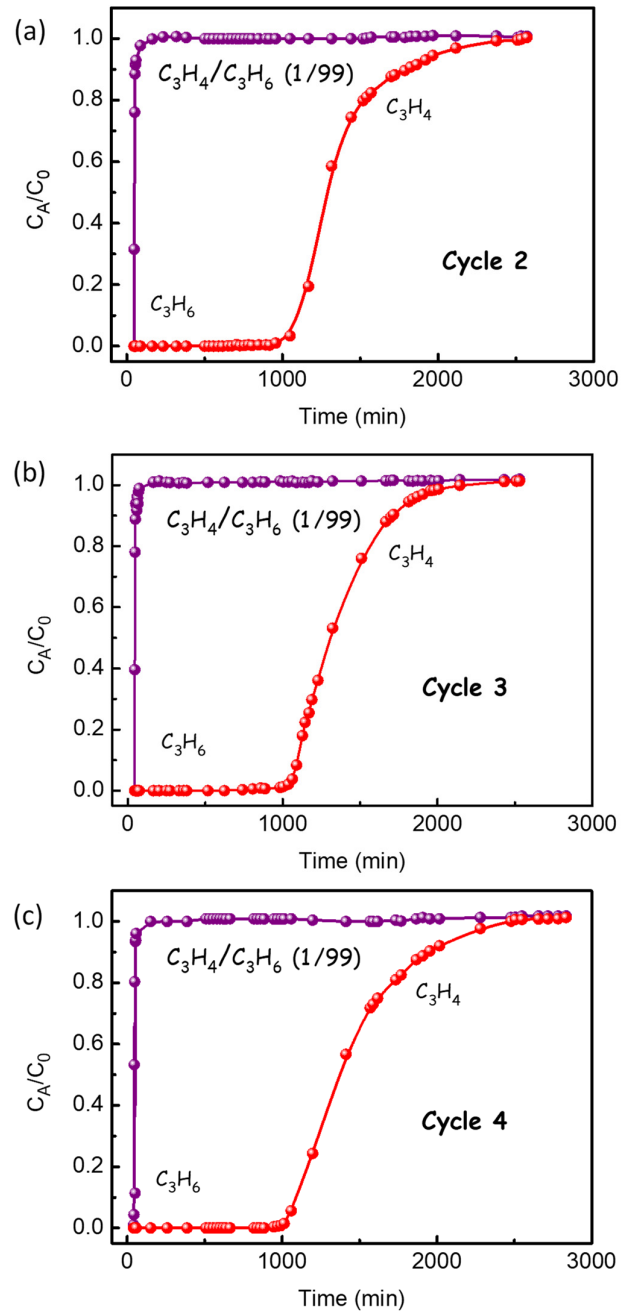 (a)
1.0
0.8
0.6
0.4
0.2
0.0
C_A/C_0
C₃H₄/C₃H₆ (1/99)
C₃H₄
Cycle 2
C₃H₆
0 1000 2000 3000
Time (min)
(b)
1.0
0.8
0.6
0.4
0.2
0.0
C_A/C_0
C₃H₄/C₃H₆ (1/99)
C₃H₄
Cycle 3
C₃H₆
0 1000 2000 3000
Time (min)
(c)
1.0
0.8
0.6
0.4
0.2
0.0
C_A/C_0
C₃H₄/C₃H₆ (1/99)
C₃H₄
Cycle 4
C₃H₆
0 1000 2000 3000
Time (min)